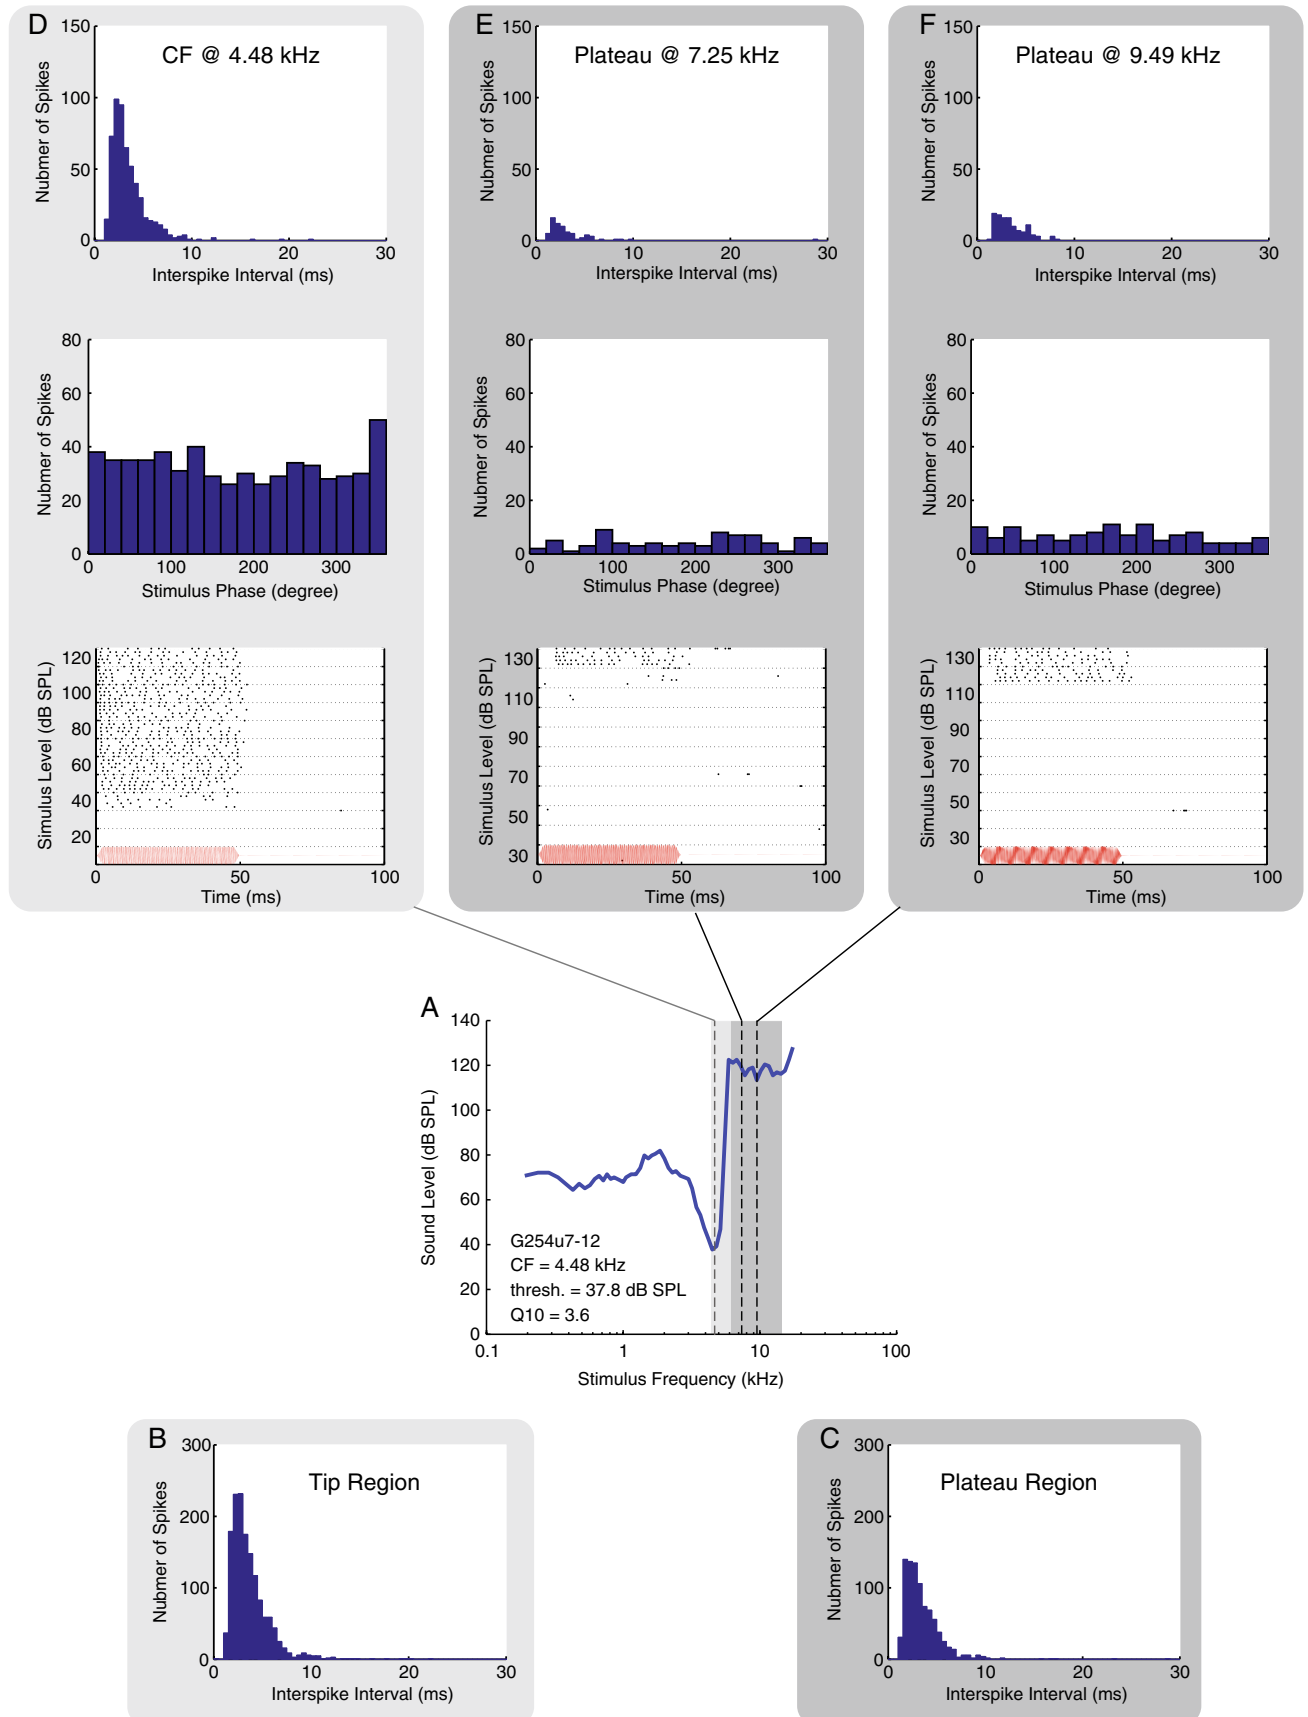 D
150
100
50
0
CF @ 4.48 kHz
Nubmer of Spikes
0 10 20 30
Interspike Interval (ms)
80
60
40
20
0
Nubmer of Spikes
0 100 200 300
Stimulus Phase (degree)
120
100
80
60
40
20
Simulus Level (dB SPL)
0 50 100
Time (ms)
E
150
100
50
0
Plateau @ 7.25 kHz
Nubmer of Spikes
0 10 20 30
Interspike Interval (ms)
80
60
40
20
0
Nubmer of Spikes
0 100 200 300
Stimulus Phase (degree)
130
110
90
70
50
30
Simulus Level (dB SPL)
0 50 100
Time (ms)
F
150
100
50
0
Plateau @ 9.49 kHz
Nubmer of Spikes
0 10 20 30
Interspike Interval (ms)
80
60
40
20
0
Nubmer of Spikes
0 100 200 300
Stimulus Phase (degree)
130
110
90
70
50
30
Simulus Level (dB SPL)
0 50 100
Time (ms)
A
140
120
100
80
60
40
20
0
Sound Level (dB SPL)
G254u7-12
CF = 4.48 kHz
thresh. = 37.8 dB SPL
Q10 = 3.6
0.1 1 10 100
Stimulus Frequency (kHz)
B
300
200
100
0
Tip Region
Nubmer of Spikes
0 10 20 30
Interspike Interval (ms)
C
300
200
100
0
Plateau Region
Nubmer of Spikes
0 10 20 30
Interspike Interval (ms)